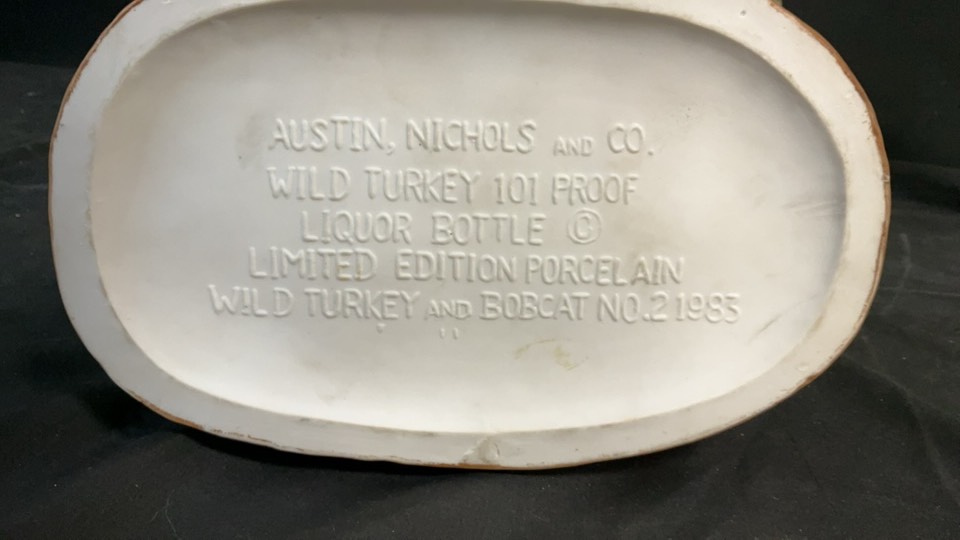 AUSTIN, NICHOLS AND CO.
WILD TURKEY 101 PROOF
LIQUOR BOTTLE ©
LIMITED EDITION PORCELAIN
WILD TURKEY AND BOBCAT NO.2 1983